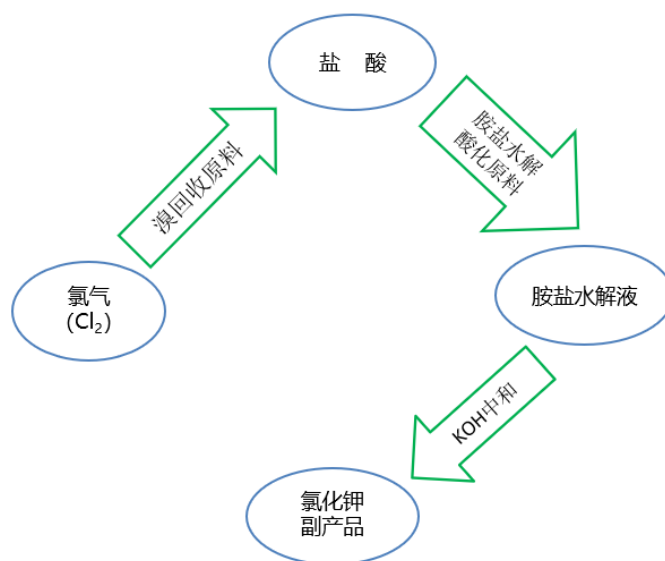 盐 酸
溴回收原料
胺盐水解
酸化原料
氯气
(Cl₂)
胺盐水解液
KOH中和
氯化钾
副产品